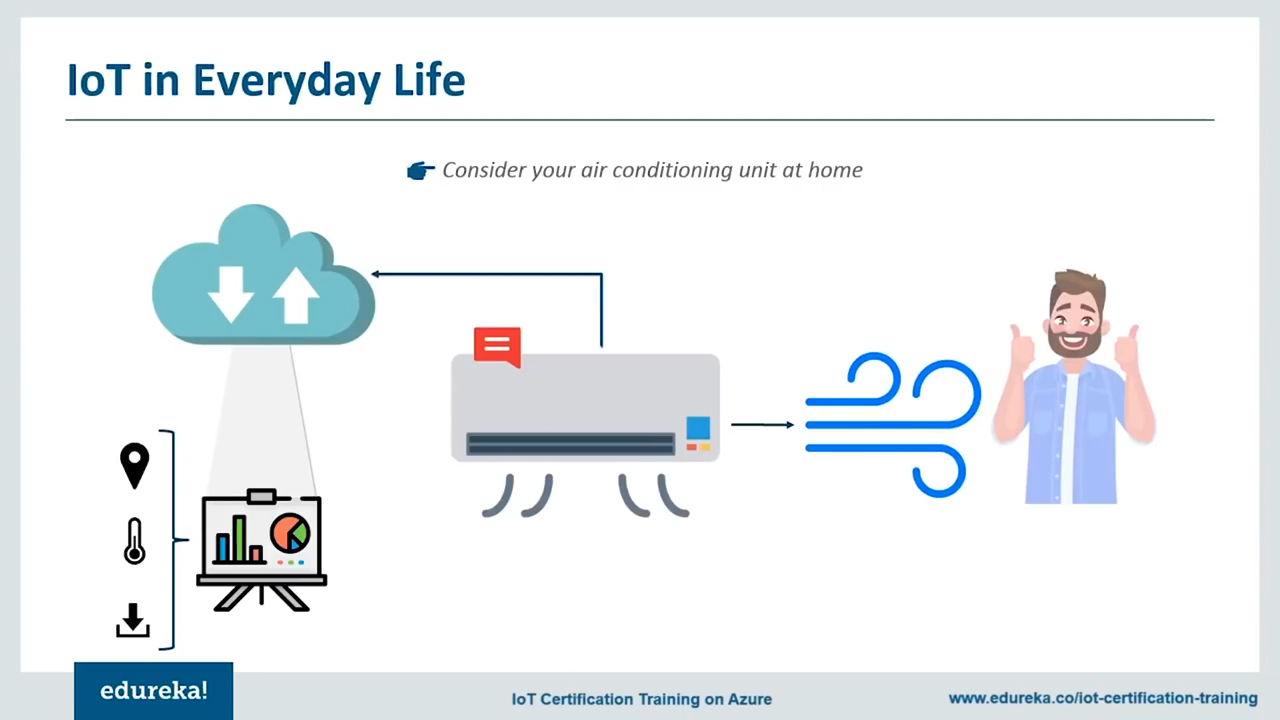 IoT in Everyday Life
Consider your air conditioning unit at home
edureka!
IoT Certification Training on Azure
www.edureka.co/iot-certification-training